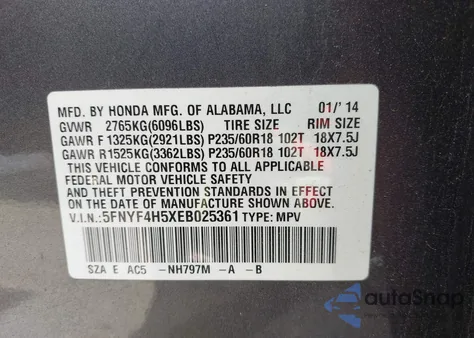 MFD. BY HONDA MFG. OF ALABAMA, LLC 01/'14
GVWR 2765KG(6096LBS) TIRE SIZE RIM SIZE
GAWR F 1325KG(2921LBS) P235/60R18 102T 18X7.5J
GAWR R 1525KG(3362LBS) P235/60R18 102T 18X7.5J
THIS VEHICLE CONFORMS TO ALL APPLICABLE
FEDERAL MOTOR VEHICLE SAFETY
AND THEFT PREVENTION STANDARDS IN EFFECT
ON THE DATE OF MANUFACTURE SHOWN ABOVE.
V.I.N.:5FNYF4H5XEB025361 TYPE: MPV
SZA E AC5 -NH797M -A -B
autoSnap